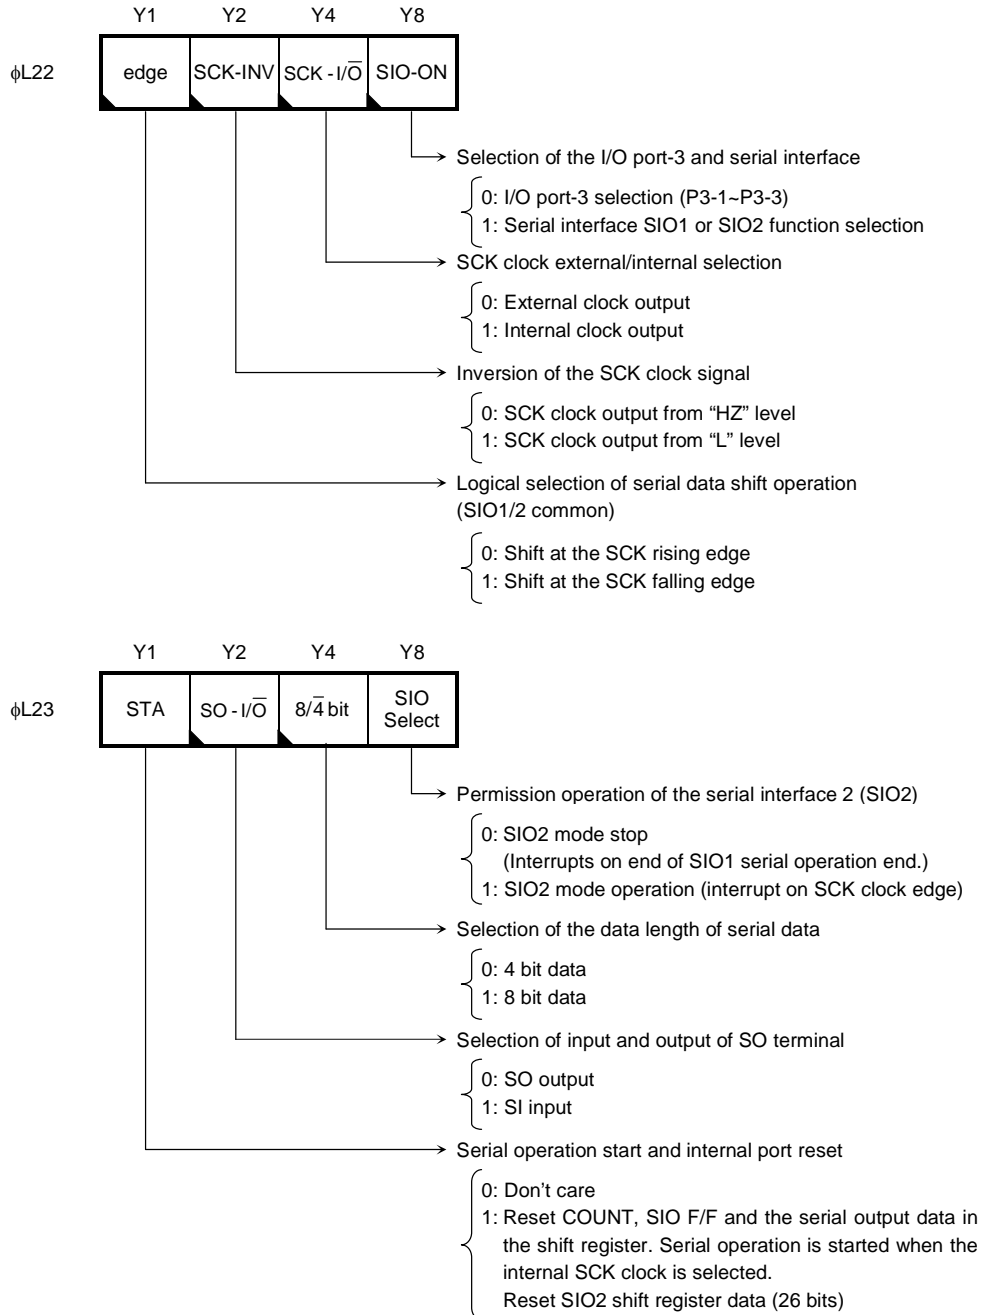 Y1 Y2 Y4 Y8
ϕL22 edge SCK-INV SCK - I/O̅ SIO-ON
Selection of the I/O port-3 and serial interface
0: I/O port-3 selection (P3-1~P3-3)
1: Serial interface SIO1 or SIO2 function selection
SCK clock external/internal selection
0: External clock output
1: Internal clock output
Inversion of the SCK clock signal
0: SCK clock output from “HZ” level
1: SCK clock output from “L” level
Logical selection of serial data shift operation
(SIO1/2 common)
0: Shift at the SCK rising edge
1: Shift at the SCK falling edge
Y1 Y2 Y4 Y8
ϕL23 STA SO - I/O̅ 8/4̅ bit SIO Select
Permission operation of the serial interface 2 (SIO2)
0: SIO2 mode stop
(Interrupts on end of SIO1 serial operation end.)
1: SIO2 mode operation (interrupt on SCK clock edge)
Selection of the data length of serial data
0: 4 bit data
1: 8 bit data
Selection of input and output of SO terminal
0: SO output
1: SI input
Serial operation start and internal port reset
0: Don’t care
1: Reset COUNT, SIO F/F and the serial output data in
the shift register. Serial operation is started when the
internal SCK clock is selected.
Reset SIO2 shift register data (26 bits)